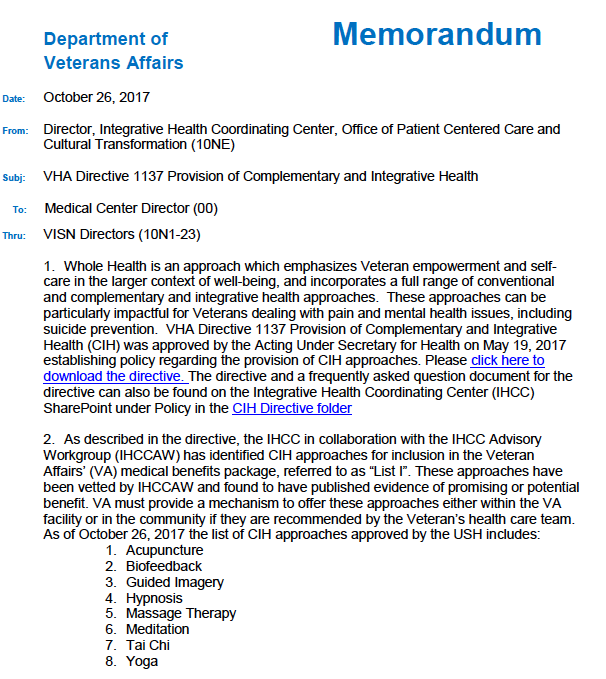 Department of
Veterans Affairs
Memorandum
Date: October 26, 2017
From: Director, Integrative Health Coordinating Center, Office of Patient Centered Care and
Cultural Transformation (10NE)
Subj: VHA Directive 1137 Provision of Complementary and Integrative Health
To: Medical Center Director (00)
Thru: VISN Directors (10N1-23)
1. Whole Health is an approach which emphasizes Veteran empowerment and self-
care in the larger context of well-being, and incorporates a full range of conventional
and complementary and integrative health approaches. These approaches can be
particularly impactful for Veterans dealing with pain and mental health issues, including
suicide prevention. VHA Directive 1137 Provision of Complementary and Integrative
Health (CIH) was approved by the Acting Under Secretary for Health on May 19, 2017
establishing policy regarding the provision of CIH approaches. Please click here to
download the directive. The directive and a frequently asked question document for the
directive can also be found on the Integrative Health Coordinating Center (IHCC)
SharePoint under Policy in the CIH Directive folder
2. As described in the directive, the IHCC in collaboration with the IHCC Advisory
Workgroup (IHCCAW) has identified CIH approaches for inclusion in the Veteran
Affairs' (VA) medical benefits package, referred to as “List I”. These approaches have
been vetted by IHCCAW and found to have published evidence of promising or potential
benefit. VA must provide a mechanism to offer these approaches either within the VA
facility or in the community if they are recommended by the Veteran's health care team.
As of October 26, 2017 the list of CIH approaches approved by the USH includes:
1. Acupuncture
2. Biofeedback
3. Guided Imagery
4. Hypnosis
5. Massage Therapy
6. Meditation
7. Tai Chi
8. Yoga